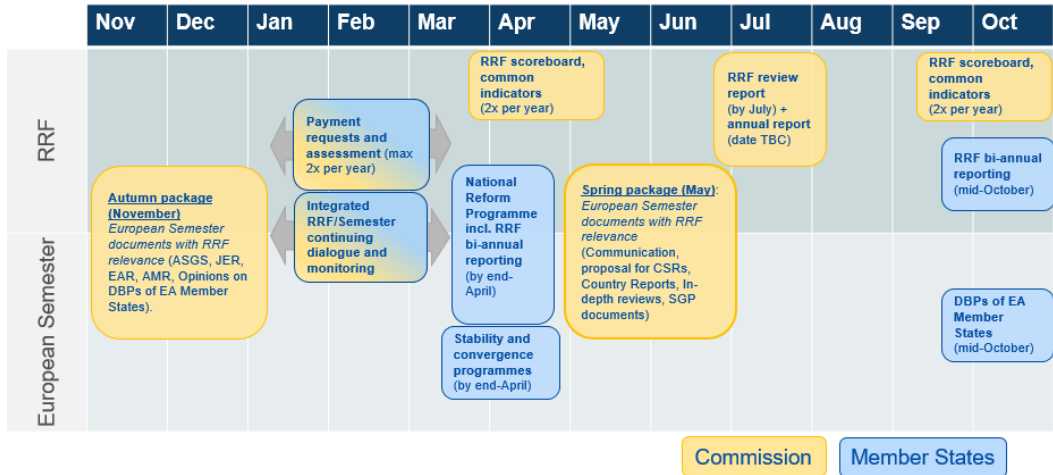 Nov Dec Jan Feb Mar Apr May Jun Jul Aug Sep Oct
RRF
European Semester
Autumn package
(November)
European Semester
documents with RRF
relevance (ASGS, JER,
EAR, AMR, Opinions on
DBPs of EA Member
States).
Payment
requests and
assessment (max
2x per year)
Integrated
RRF/Semester
continuing
dialogue and
monitoring
RRF scoreboard,
common
indicators
(2x per year)
National
Reform
Programme
incl. RRF
bi-annual
reporting
(by end-
April)
Stability and
convergence
programmes
(by end-April)
Spring package (May):
European Semester
documents with RRF
relevance
(Communication,
proposal for CSRs,
Country Reports, In-
depth reviews, SGP
documents)
RRF review
report
(by July) +
annual report
(date TBC)
RRF scoreboard,
common
indicators
(2x per year)
RRF bi-annual
reporting
(mid-October)
DBPs of EA
Member
States
(mid-October)
Commission
Member States